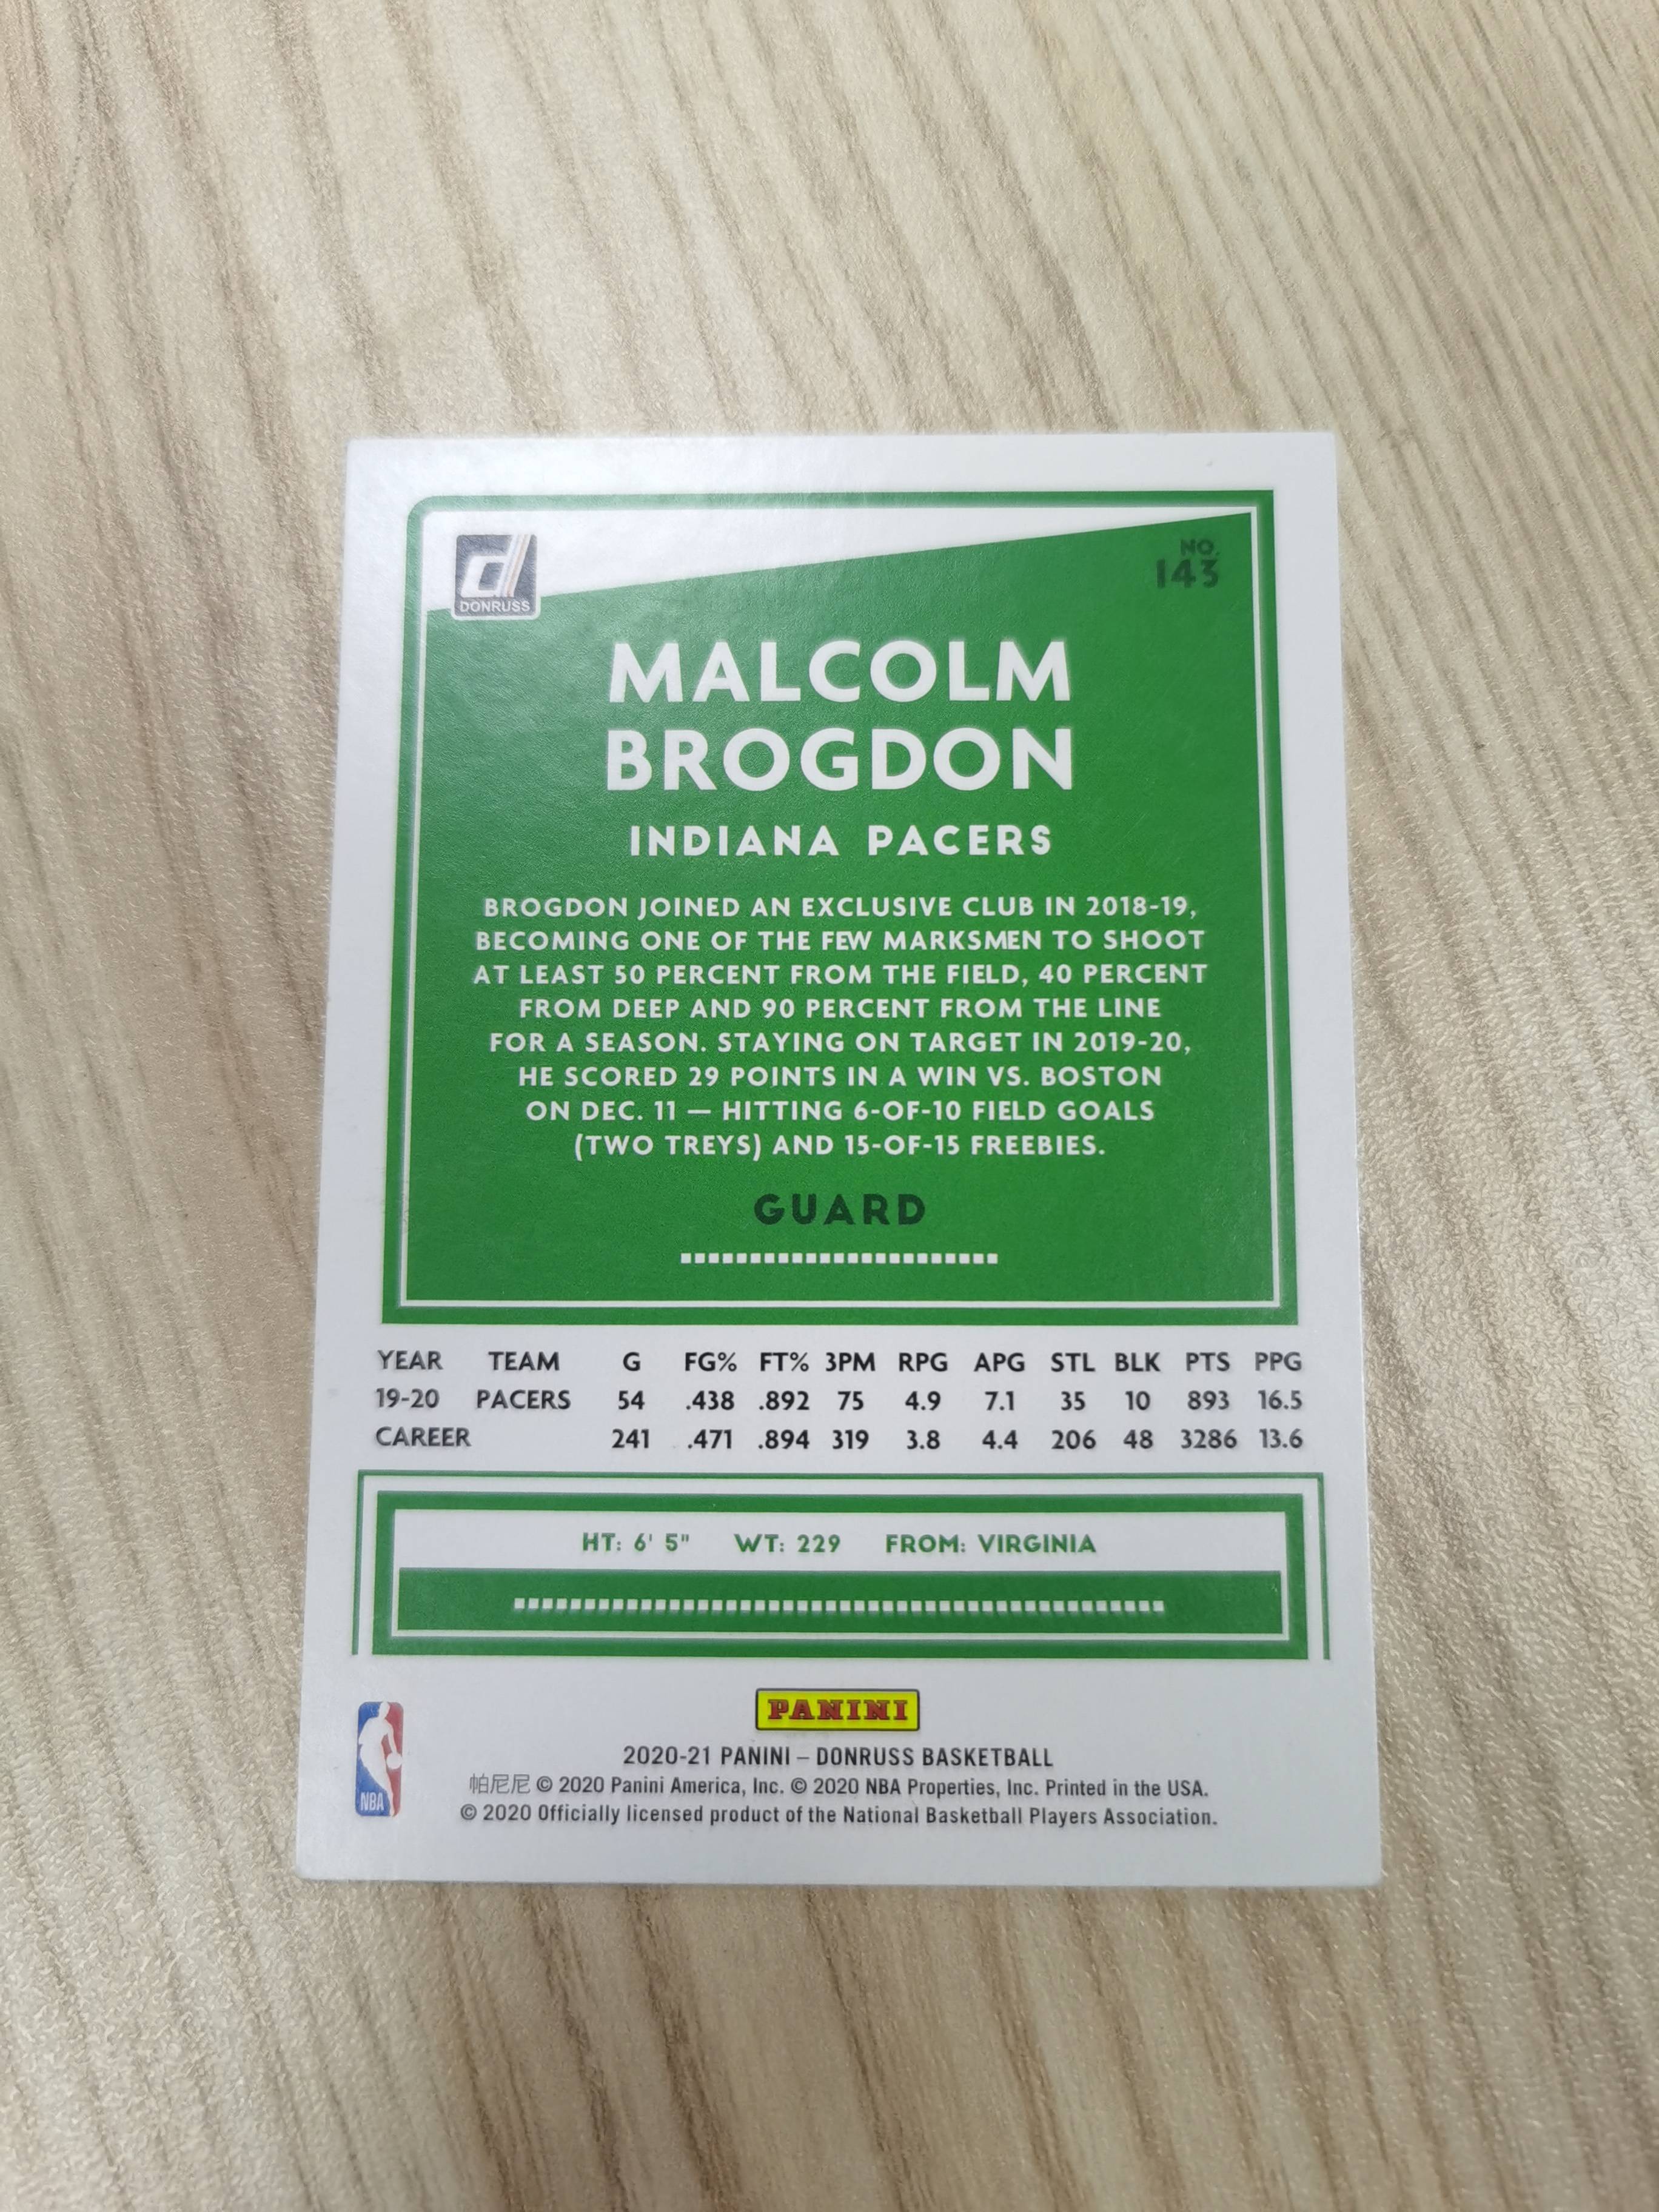 DONRUSS
NO.
143
MALCOLM
BROGDON
INDIANA PACERS
BROGDON JOINED AN EXCLUSIVE CLUB IN 2018-19,
BECOMING ONE OF THE FEW MARKSMEN TO SHOOT
AT LEAST 50 PERCENT FROM THE FIELD, 40 PERCENT
FROM DEEP AND 90 PERCENT FROM THE LINE
FOR A SEASON. STAYING ON TARGET IN 2019-20,
HE SCORED 29 POINTS IN A WIN VS. BOSTON
ON DEC. 11 — HITTING 6-OF-10 FIELD GOALS
(TWO TREYS) AND 15-OF-15 FREEBIES.
GUARD
YEAR TEAM G FG% FT% 3PM RPG APG STL BLK PTS PPG
19-20 PACERS 54 .438 .892 75 4.9 7.1 35 10 893 16.5
CAREER 241 .471 .894 319 3.8 4.4 206 48 3286 13.6
HT: 6' 5" WT: 229 FROM: VIRGINIA
PANINI
2020-21 PANINI – DONRUSS BASKETBALL
帕尼尼 © 2020 Panini America, Inc. © 2020 NBA Properties, Inc. Printed in the USA.
© 2020 Officially licensed product of the National Basketball Players Association.
NBA